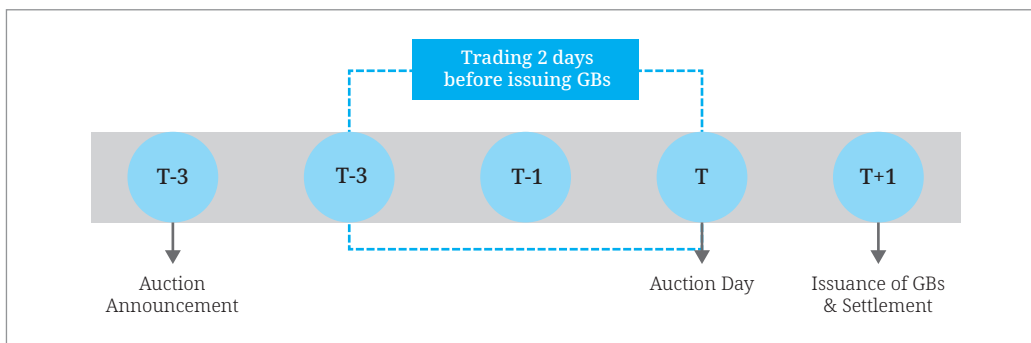 Trading 2 days
before issuing GBs
T-3
T-3
T-1
T
T+1
Auction
Announcement
Auction Day
Issuance of GBs
& Settlement